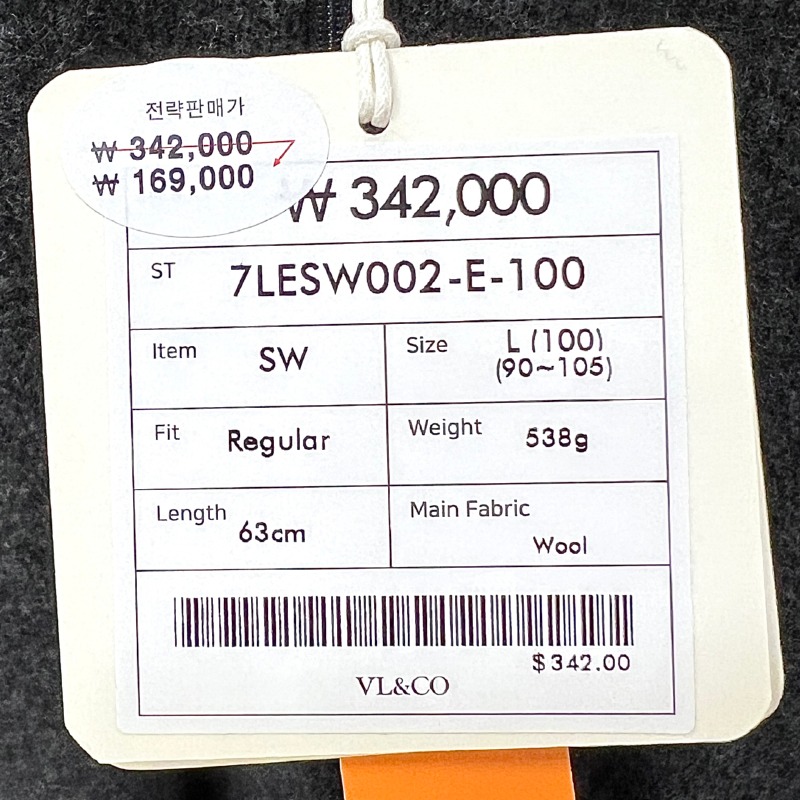 전략판매가
₩ 342,000
₩ 169,000
₩ 342,000
ST 7LESW002-E-100
Item SW
Size L (100)
(90~105)
Fit Regular
Weight 538g
Length 63cm
Main Fabric
Wool
$342.00
VL&CO